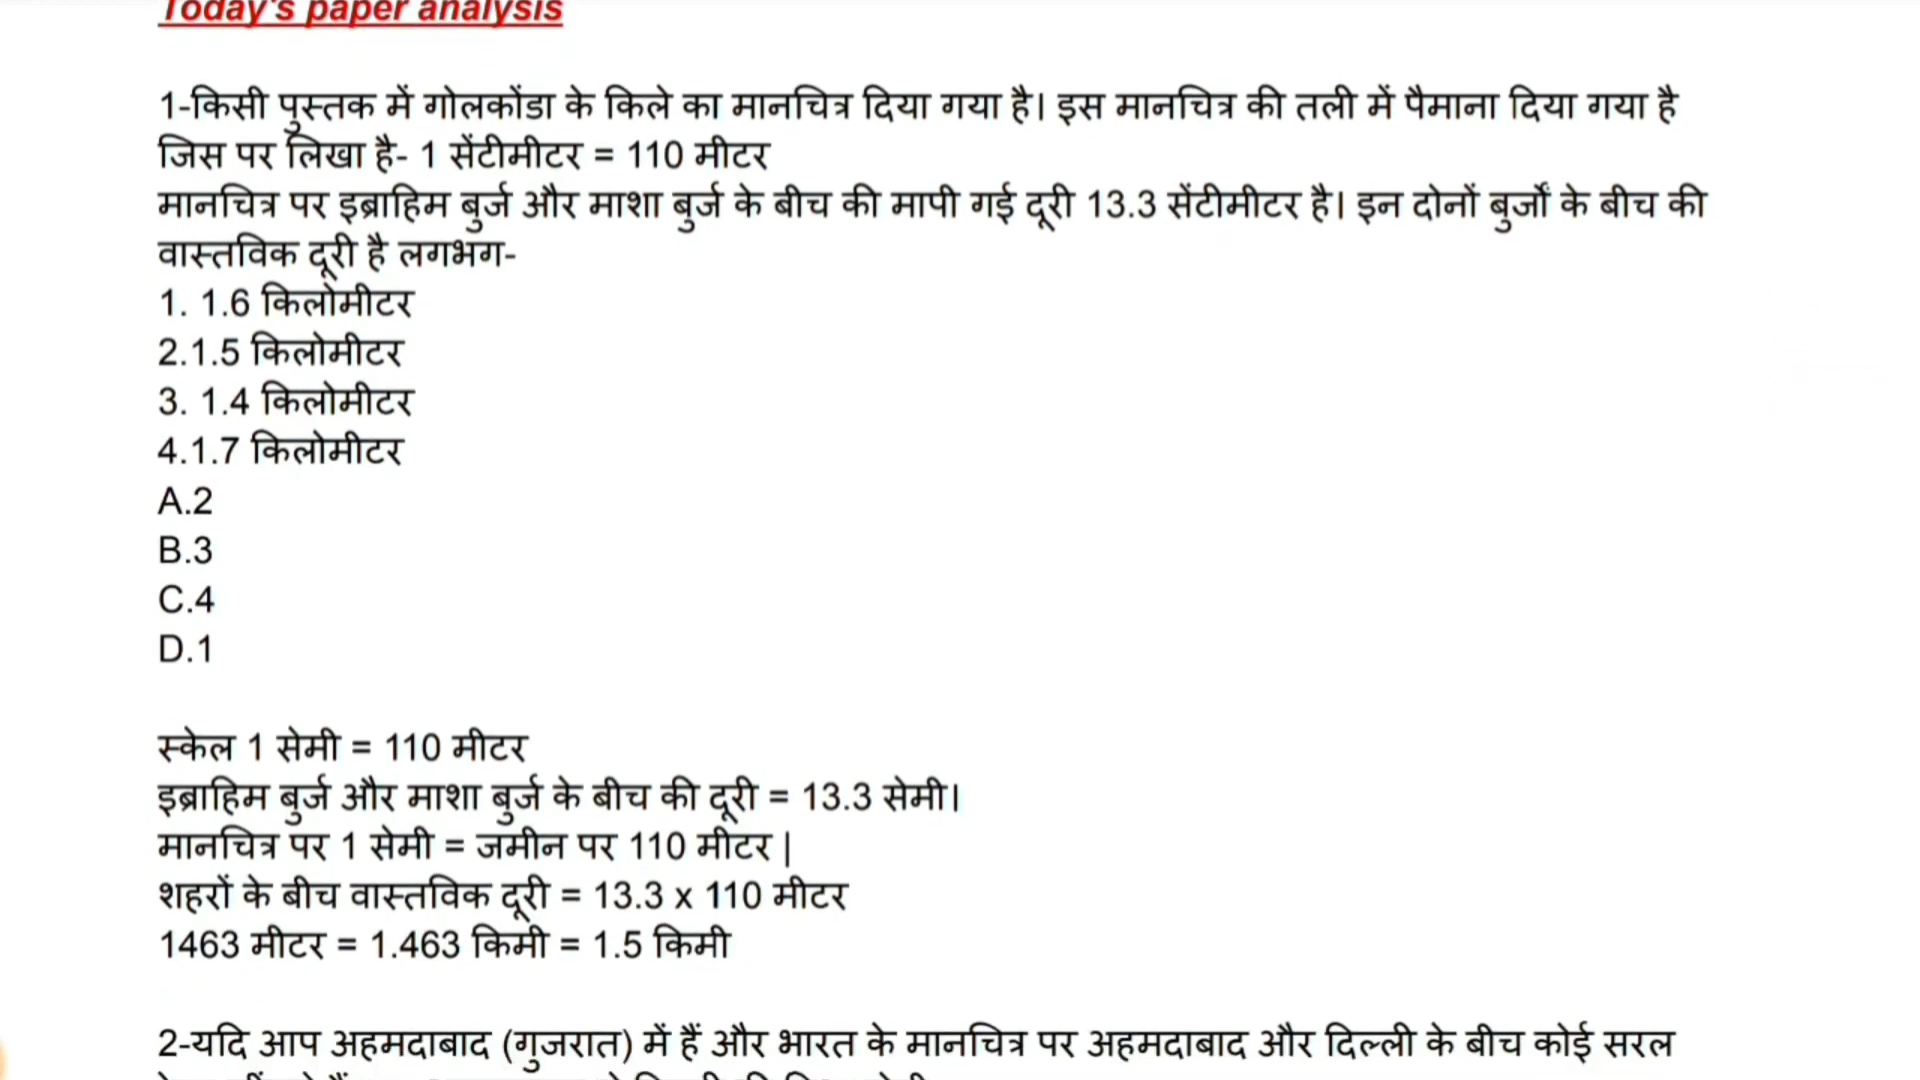 Today's paper analysis
1-किसी पुस्तक में गोलकोंडा के किले का मानचित्र दिया गया है। इस मानचित्र की तली में पैमाना दिया गया है
जिस पर लिखा है- 1 सेंटीमीटर = 110 मीटर
मानचित्र पर इब्राहिम बुर्ज और माशा बुर्ज के बीच की मापी गई दूरी 13.3 सेंटीमीटर है। इन दोनों बुर्जों के बीच की
वास्तविक दूरी है लगभग-
1. 1.6 किलोमीटर
2.1.5 किलोमीटर
3. 1.4 किलोमीटर
4.1.7 किलोमीटर
A.2
B.3
C.4
D.1
स्केल 1 सेमी = 110 मीटर
इब्राहिम बुर्ज और माशा बुर्ज के बीच की दूरी = 13.3 सेमी।
मानचित्र पर 1 सेमी = जमीन पर 110 मीटर |
शहरों के बीच वास्तविक दूरी = 13.3 x 110 मीटर
1463 मीटर = 1.463 किमी = 1.5 किमी
2-यदि आप अहमदाबाद (गुजरात) में हैं और भारत के मानचित्र पर अहमदाबाद और दिल्ली के बीच कोई सरल